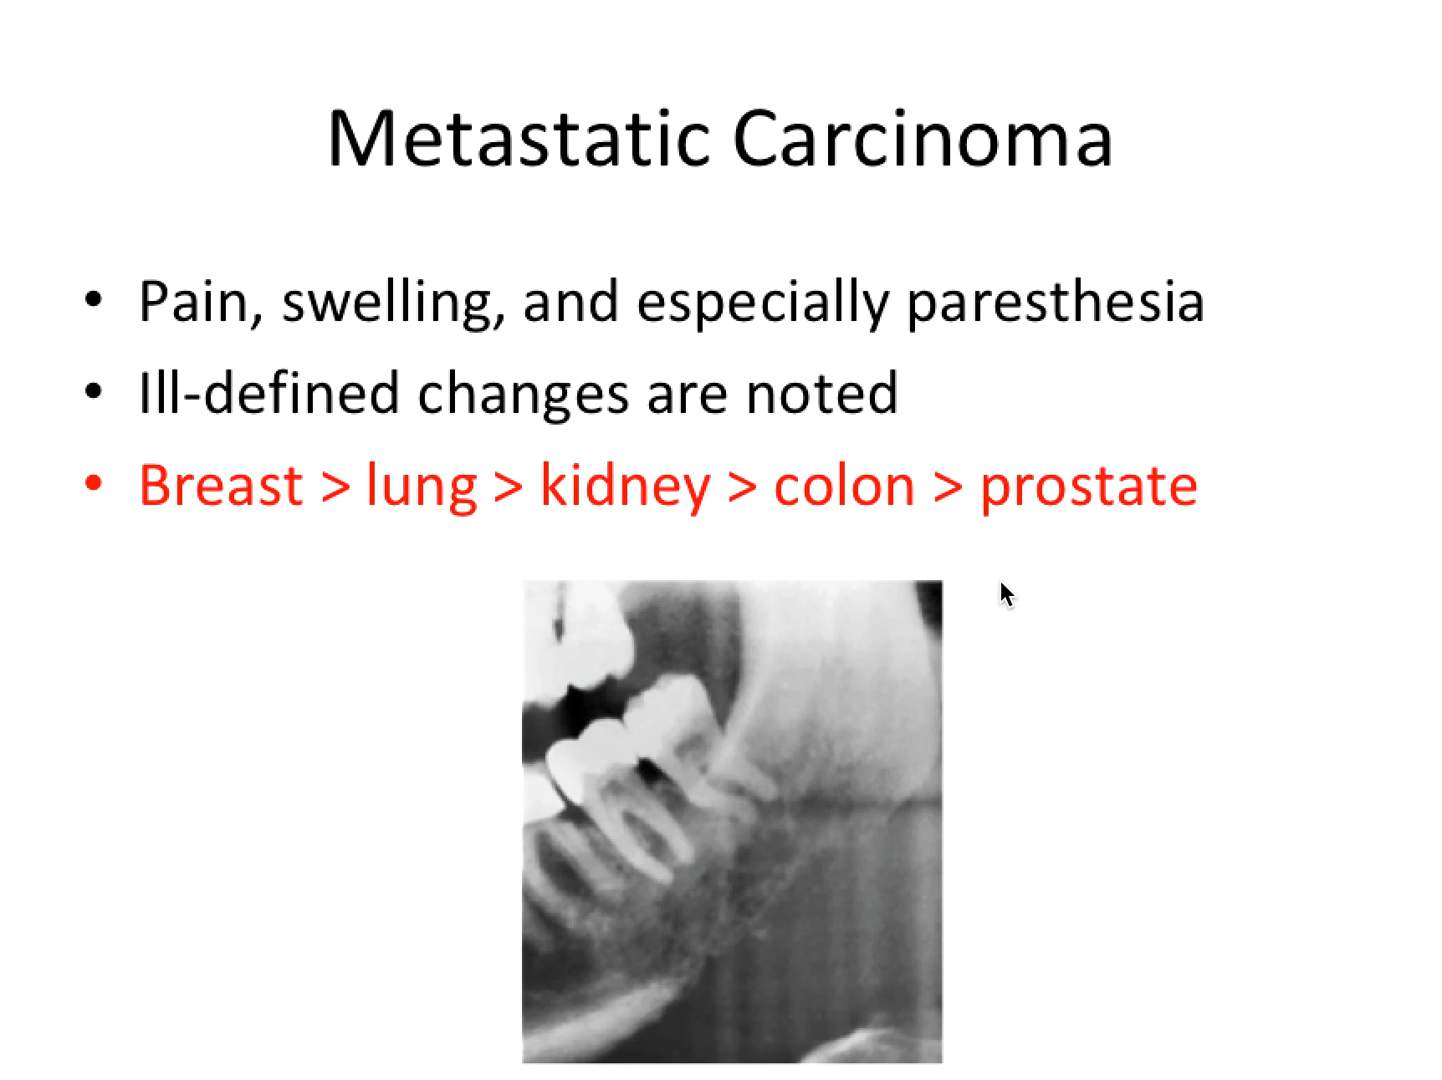 Metastatic Carcinoma
• Pain, swelling, and especially paresthesia
• Ill-defined changes are noted
• Breast > lung > kidney > colon > prostate